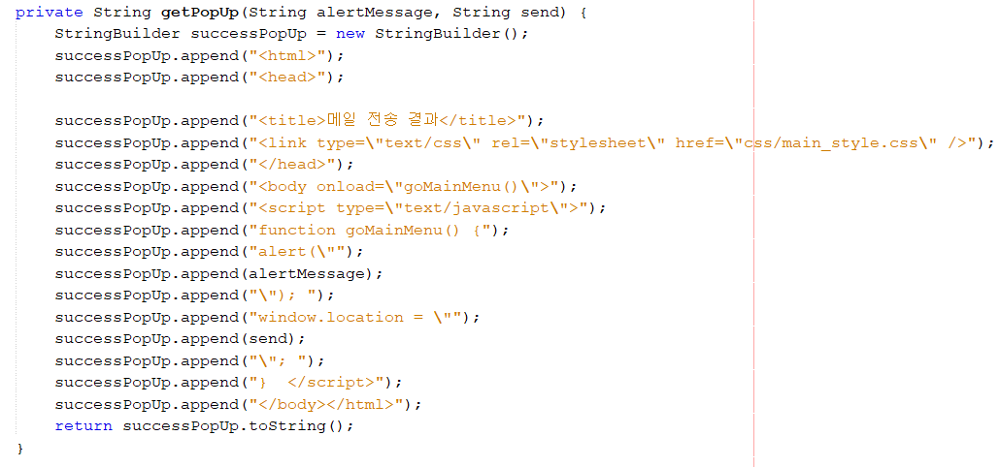 private String getPopUp(String alertMessage, String send) {
    StringBuilder successPopUp = new StringBuilder();
    successPopUp.append("<html>");
    successPopUp.append("<head>");

    successPopUp.append("<title>메일 전송 결과</title>");
    successPopUp.append("<link type=\"text/css\" rel=\"stylesheet\" href=\"css/main_style.css\" />");
    successPopUp.append("</head>");
    successPopUp.append("<body onload=\"goMainMenu()\">");
    successPopUp.append("<script type=\"text/javascript\">");
    successPopUp.append("function goMainMenu() {");
    successPopUp.append("alert(\"");
    successPopUp.append(alertMessage);
    successPopUp.append("\"); ");
    successPopUp.append("window.location = \"");
    successPopUp.append(send);
    successPopUp.append("\"; ");
    successPopUp.append("}  </script>");
    successPopUp.append("</body></html>");
    return successPopUp.toString();
}